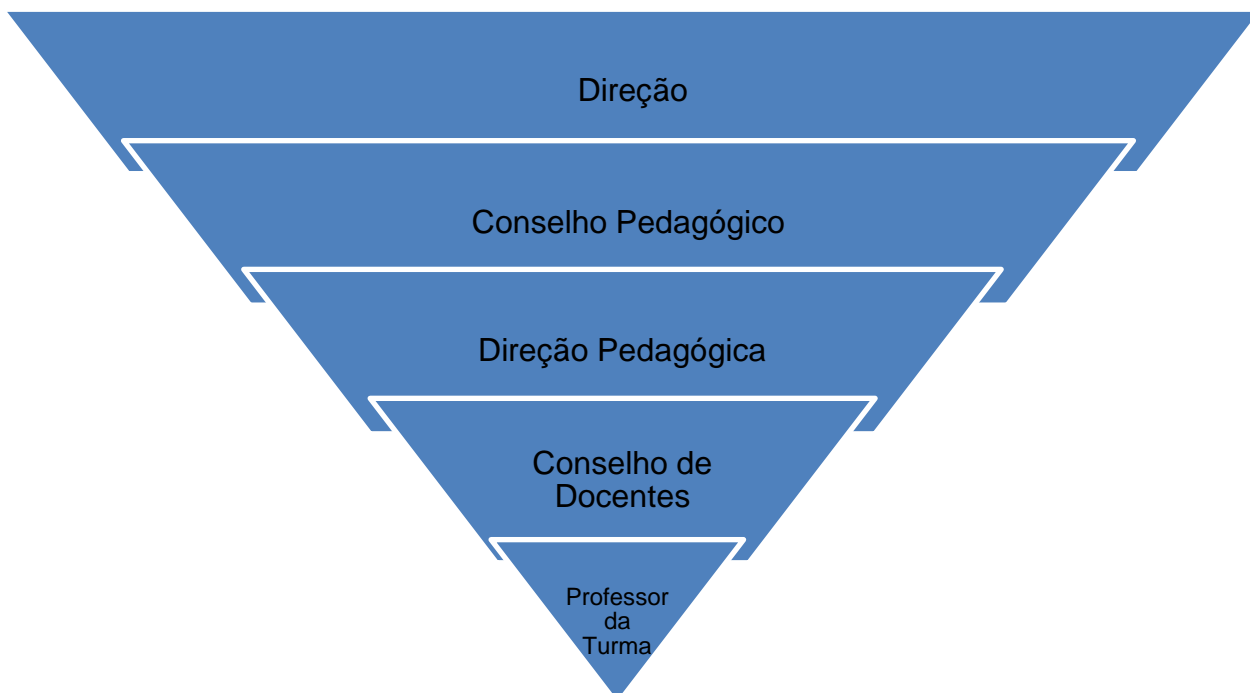 Direção
Conselho Pedagógico
Direção Pedagógica
Conselho de
Docentes
Professor
da
Turma